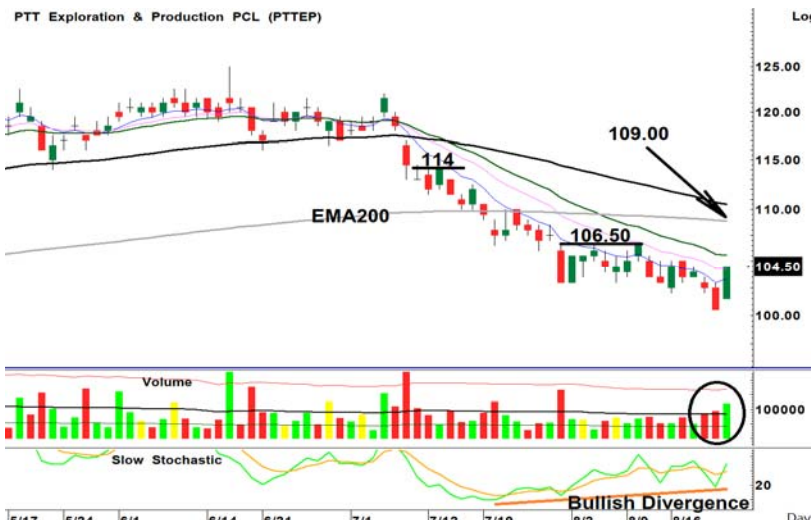 PTT Exploration & Production PCL (PTTEP)
Log
125.00
120.00
109.00
115.00
114
110.00
EMA200
106.50
104.50
100.00
Volume
100000
Slow Stochastic
20
Bullish Divergence
5/17 5/24 6/1 6/14 6/21 7/1 7/12 7/19 8/2 8/9 8/16 Day